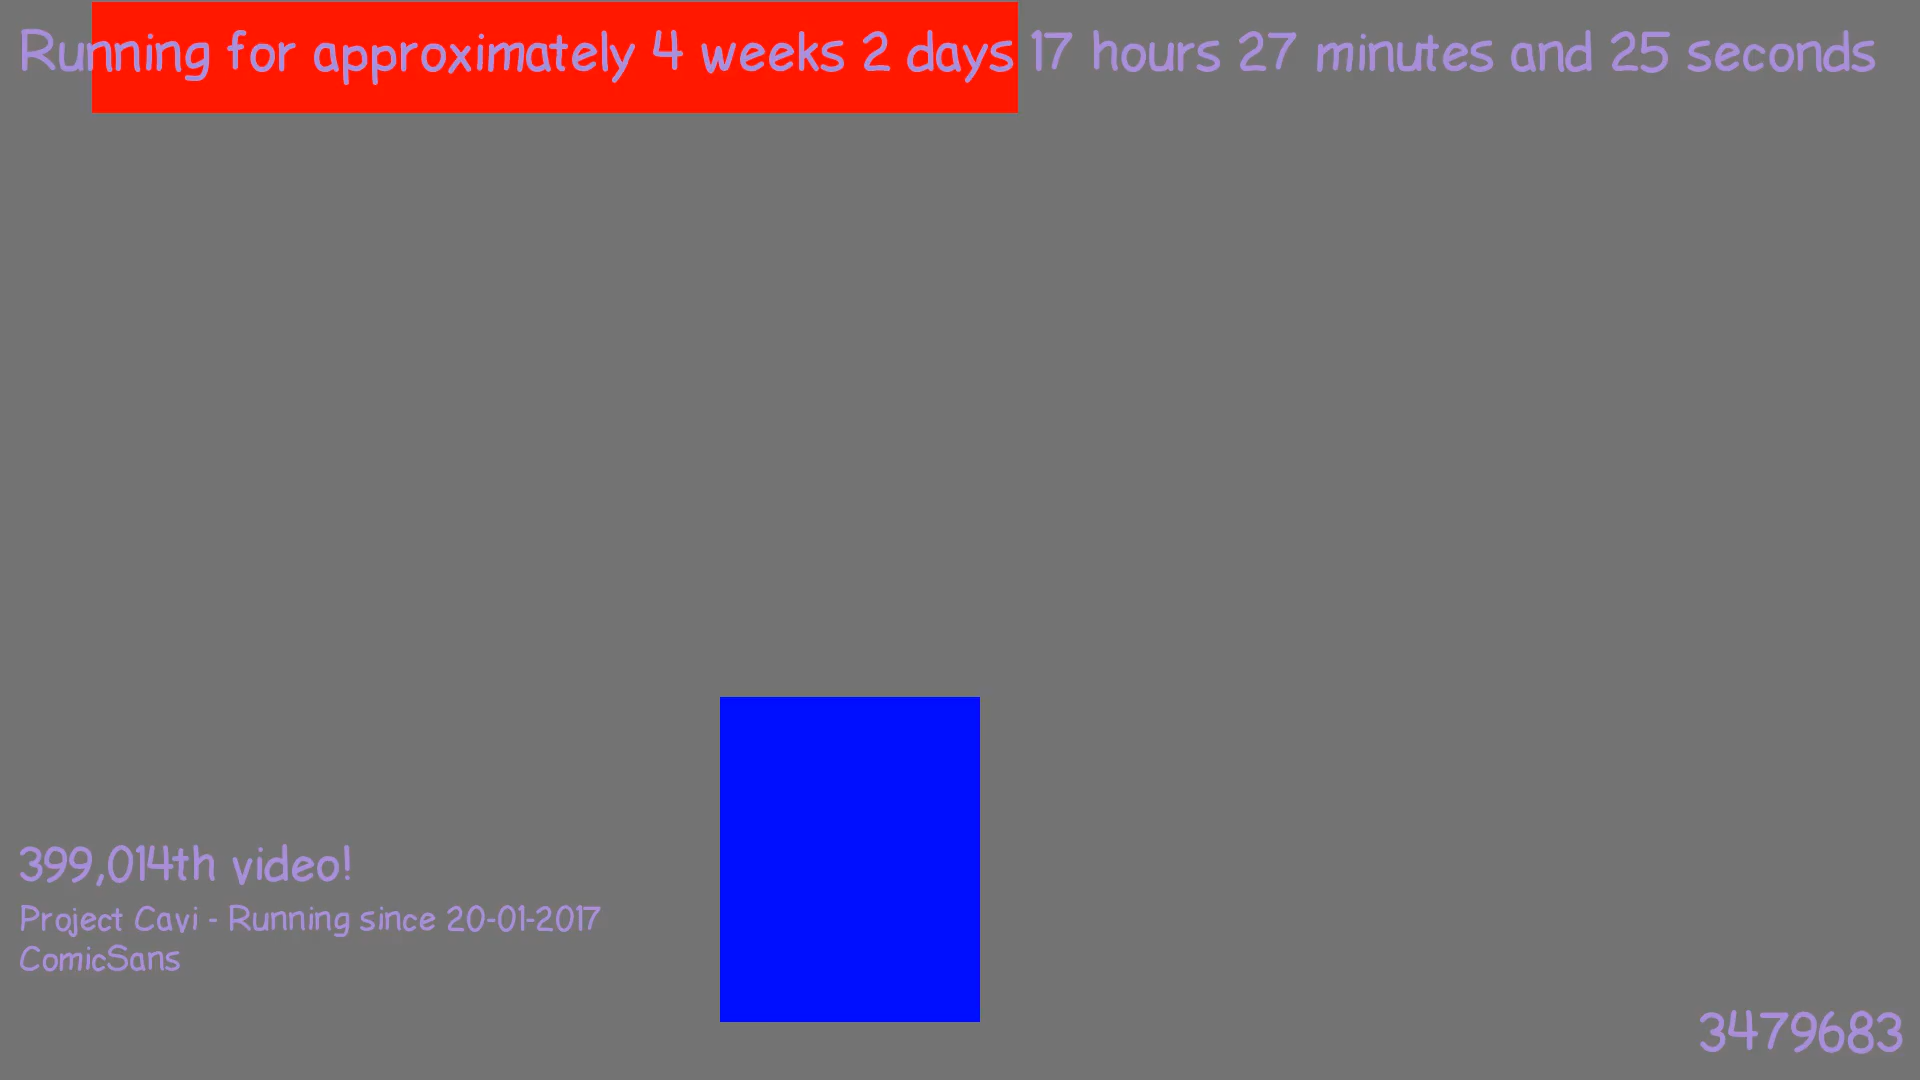 Running for approximately 4 weeks 2 days 17 hours 27 minutes and 25 seconds
399,014th video!
Project Cavi - Running since 20-01-2017
ComicSans
3479683